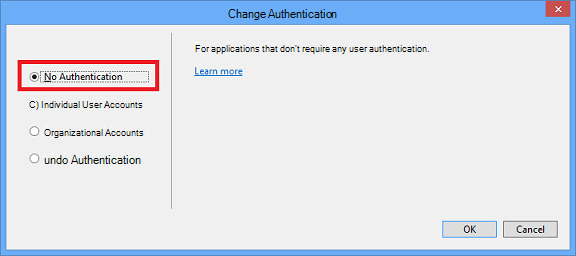 Change Authentication
No Authentication
C) Individual User Accounts
Organizational Accounts
undo Authentication
For applications that don't require any user authentication.
Learn more
OK
Cancel